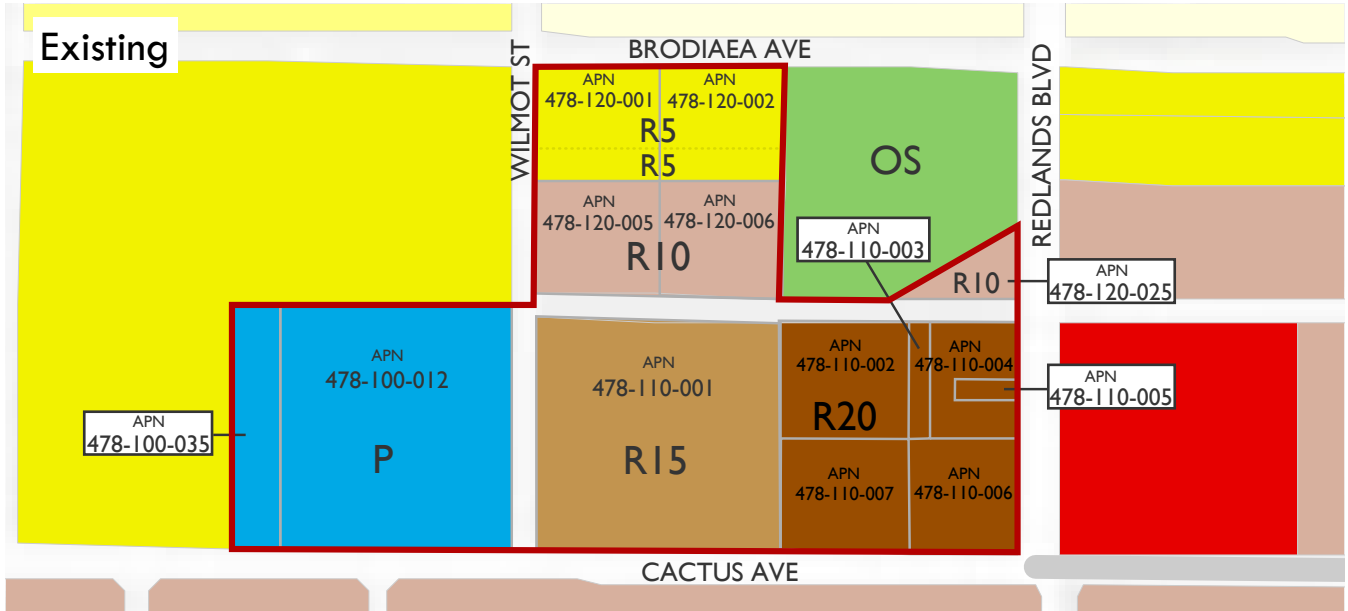 Existing
BRODIAEA AVE
WILMOT ST
REDLANDS BLVD
APN
478-120-001
APN
478-120-002
R5
R5
OS
APN
478-120-005
APN
478-120-006
R10
APN
478-110-003
R10
APN
478-120-025
APN
478-100-012
P
APN
478-100-035
APN
478-110-001
R15
APN
478-110-002
APN
478-110-004
APN
478-110-005
R20
APN
478-110-007
APN
478-110-006
CACTUS AVE